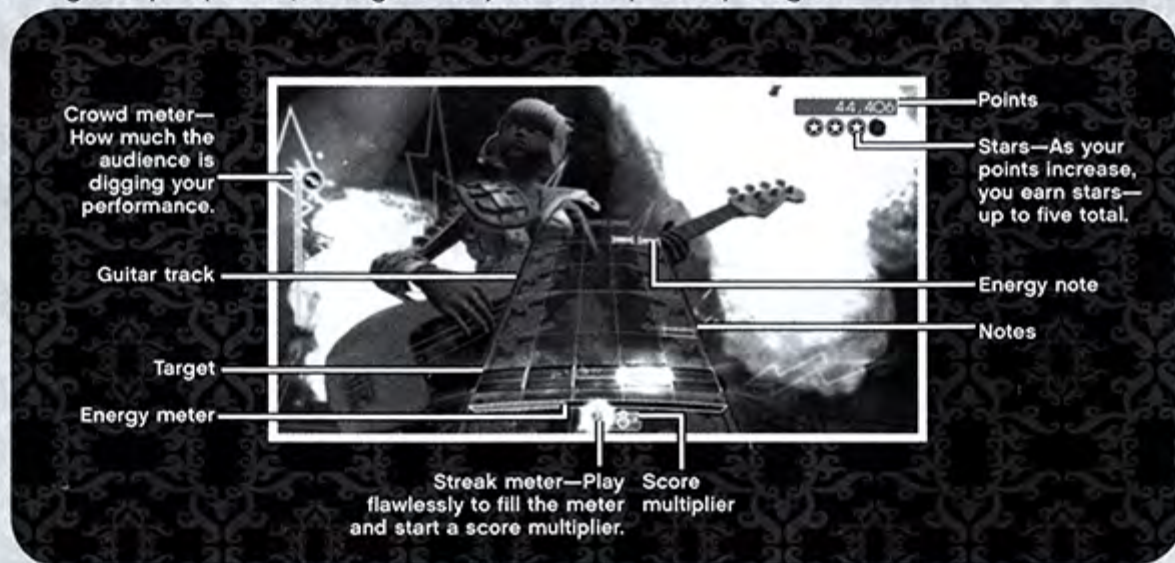 Crowd meter—
How much the
audience is
digging your
performance.
Guitar track
Target
Energy meter
44,406
Points
Stars—As your
points increase,
you earn stars—
up to five total.
Energy note
Notes
Streak meter—Play
flawlessly to fill the meter
and start a score multiplier.
Score
multiplier